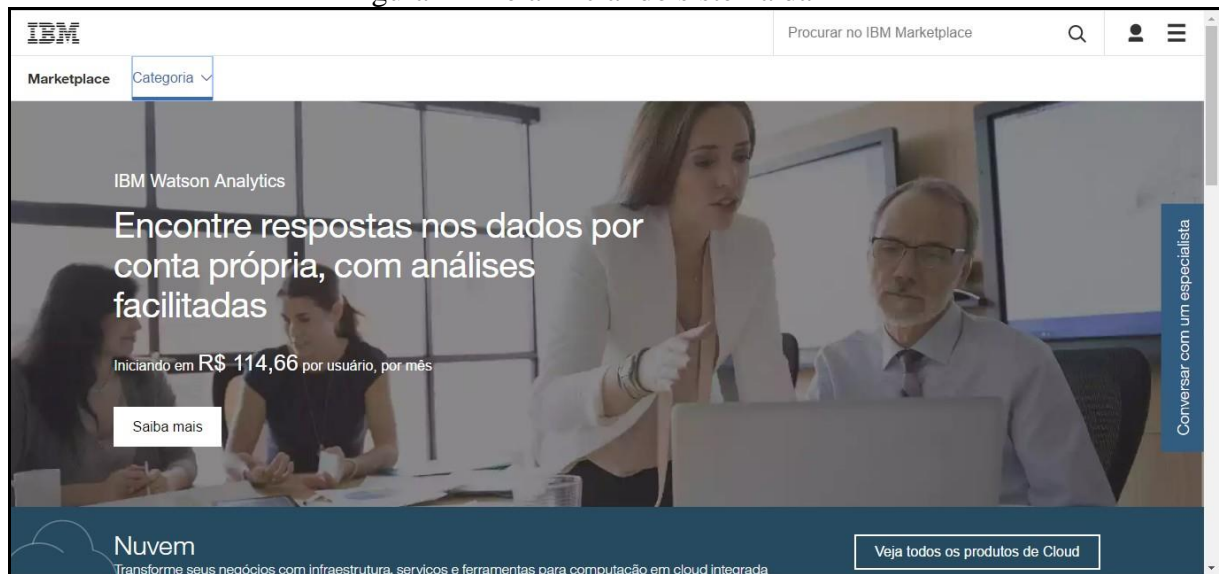 IBM
Procurar no IBM Marketplace
Marketplace
Categoria
IBM Watson Analytics
Encontre respostas nos dados por
conta própria, com análises
facilitadas
Iniciando em R$ 114,66 por usuário, por mês
Saiba mais
Conversar com um especialista
Nuvem
Veja todos os produtos de Cloud
Transforme seus negócios com infraestrutura, serviços e ferramentas para computação em cloud integrada